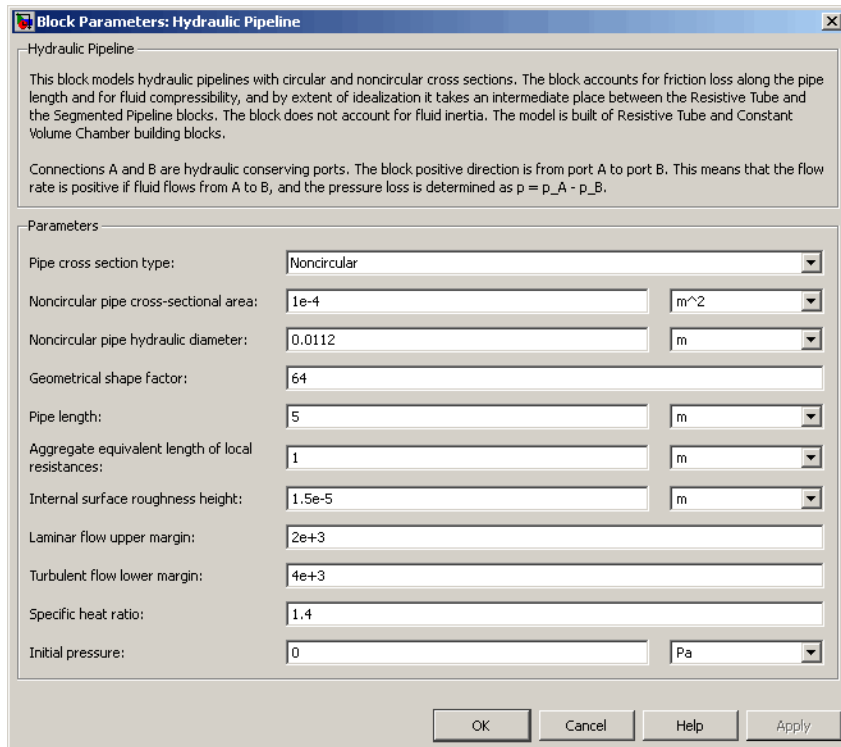 Block Parameters: Hydraulic Pipeline
Hydraulic Pipeline
This block models hydraulic pipelines with circular and noncircular cross sections. The block accounts for friction loss along the pipe
length and for fluid compressibility, and by extent of idealization it takes an intermediate place between the Resistive Tube and
the Segmented Pipeline blocks. The block does not account for fluid inertia. The model is built of Resistive Tube and Constant
Volume Chamber building blocks.
Connections A and B are hydraulic conserving ports. The block positive direction is from port A to port B. This means that the flow
rate is positive if fluid flows from A to B, and the pressure loss is determined as p = p_A - p_B.
Parameters
Pipe cross section type: Noncircular
Noncircular pipe cross-sectional area: 1e-4 m^2
Noncircular pipe hydraulic diameter: 0.0112 m
Geometrical shape factor: 64
Pipe length: 5 m
Aggregate equivalent length of local
resistances: 1 m
Internal surface roughness height: 1.5e-5 m
Laminar flow upper margin: 2e+3
Turbulent flow lower margin: 4e+3
Specific heat ratio: 1.4
Initial pressure: 0 Pa
OK Cancel Help Apply